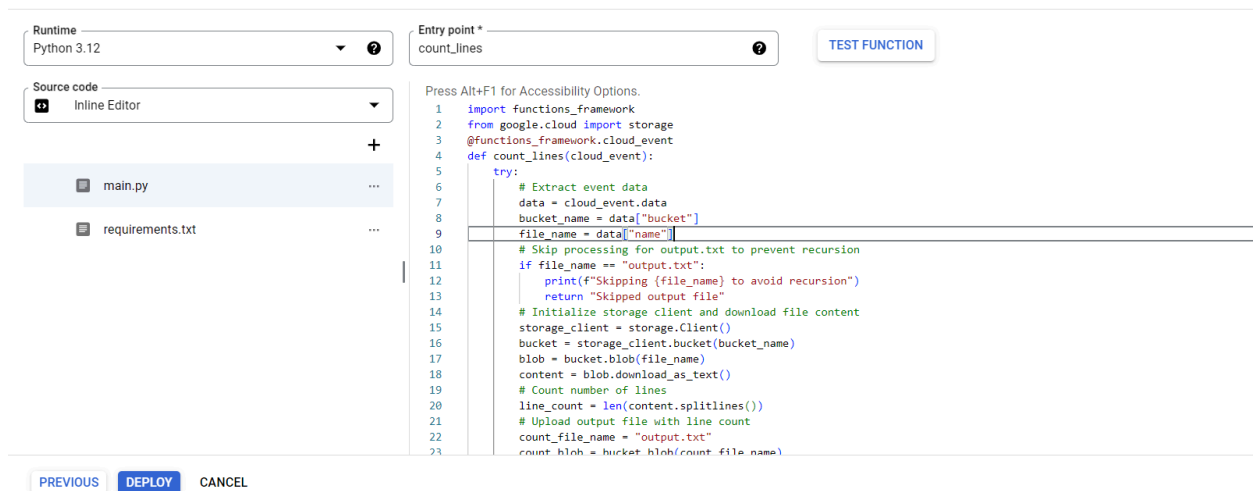 Runtime
Python 3.12
Entry point *
count_lines
TEST FUNCTION
Source code
Inline Editor
+
main.py
...
requirements.txt
...
Press Alt+F1 for Accessibility Options.
1 import functions_framework
2 from google.cloud import storage
3 @functions_framework.cloud_event
4 def count_lines(cloud_event):
5 try:
6 # Extract event data
7 data = cloud_event.data
8 bucket_name = data["bucket"]
9 file_name = data["name"]
10 # Skip processing for output.txt to prevent recursion
11 if file_name == "output.txt":
12 print(f"Skipping {file_name} to avoid recursion")
13 return "Skipped output file"
14 # Initialize storage client and download file content
15 storage_client = storage.Client()
16 bucket = storage_client.bucket(bucket_name)
17 blob = bucket.blob(file_name)
18 content = blob.download_as_text()
19 # Count number of lines
20 line_count = len(content.splitlines())
21 # Upload output file with line count
22 count_file_name = "output.txt"
23 count_blob = bucket.blob(count_file_name)
PREVIOUS
DEPLOY
CANCEL